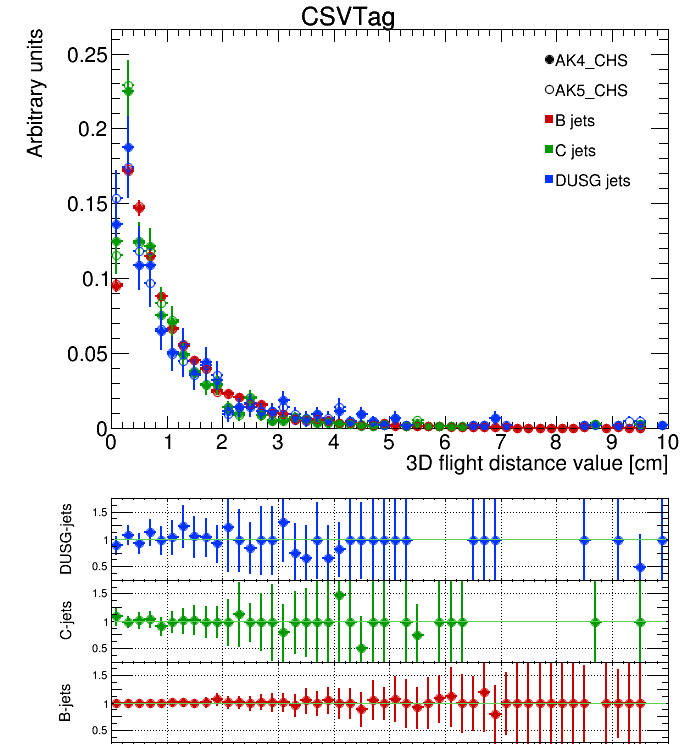 CSVTag
Arbitrary units
0.25
0.2
0.15
0.1
0.05
0
AK4_CHS
AK5_CHS
B jets
C jets
DUSG jets
0 1 2 3 4 5 6 7 8 9 10
3D flight distance value [cm]
DUSG-jets
1.5
1
0.5
C-jets
1.5
1
0.5
B-jets
1.5
1
0.5